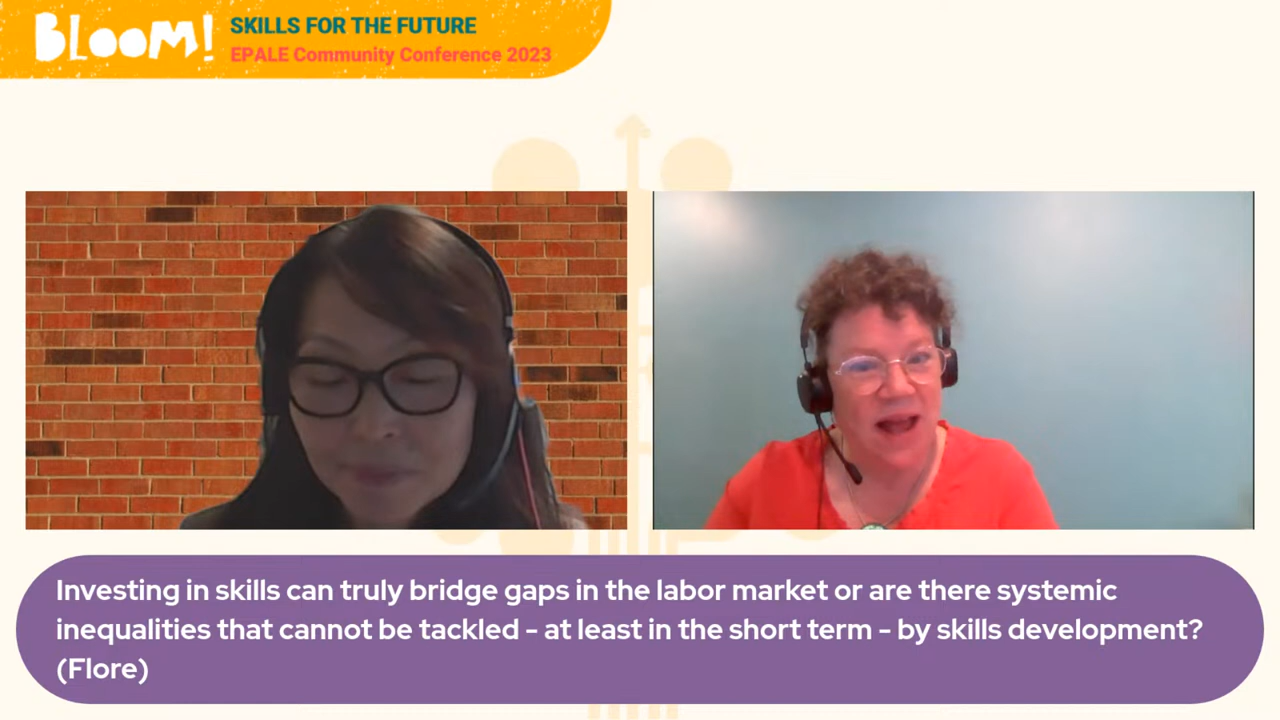 BLOOM!
SKILLS FOR THE FUTURE
EPALE Community Conference 2023
Investing in skills can truly bridge gaps in the labor market or are there systemic
inequalities that cannot be tackled - at least in the short term - by skills development?
(Flore)